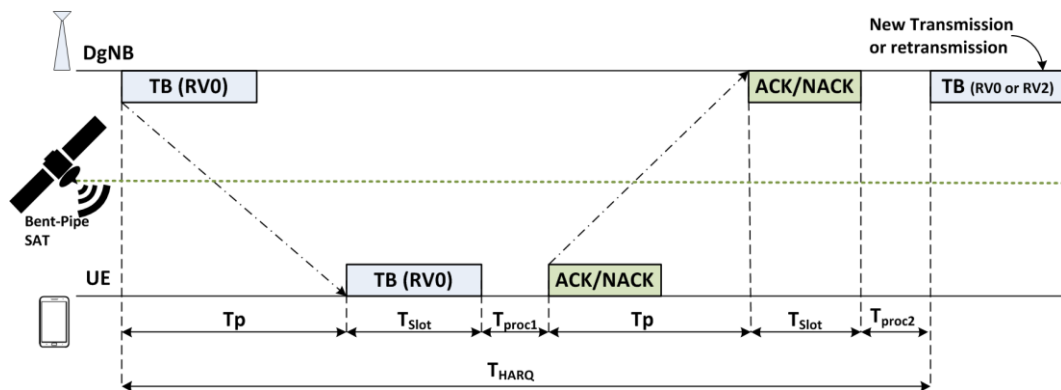 New Transmission
or retransmission
DgNB
TB (RV0)
ACK/NACK
TB (RV0 or RV2)
Bent-Pipe
SAT
UE
TB (RV0)
ACK/NACK
Tp
TSlot
Tproc1
Tp
TSlot
Tproc2
THARQ